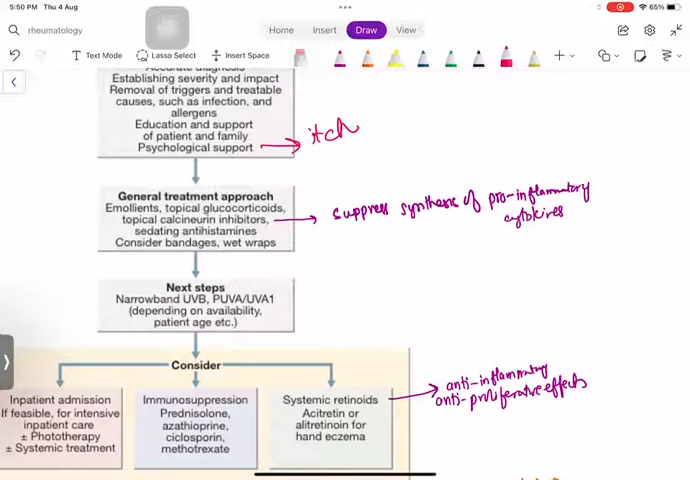 5:50 PM Thu 4 Aug
rheumatology
Home Insert Draw View
Text Mode Lasso Select Insert Space
Accurate diagnosis
Establishing severity and impact
Removal of triggers and treatable
causes, such as infection, and
allergens
Education and support
of patient and family
Psychological support
itch
General treatment approach
Emollients, topical glucocorticoids,
topical calcineurin inhibitors,
sedating antihistamines
Consider bandages, wet wraps
suppress synthesis of pro-inflammatory
cytokines
Next steps
Narrowband UVB, PUVA/UVA1
(depending on availability,
patient age etc.)
Consider
Inpatient admission
If feasible, for intensive
inpatient care
± Phototherapy
± Systemic treatment
Immunosuppression
Prednisolone,
azathioprine,
ciclosporin,
methotrexate
Systemic retinoids
Acitretin or
alitretinoin for
hand eczema
anti-inflammatory
anti-proliferative effects